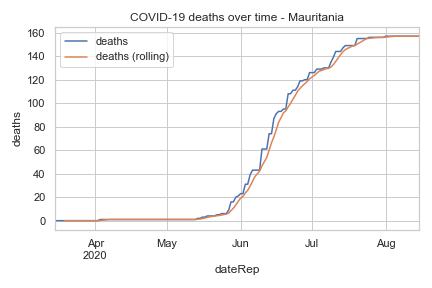 COVID-19 deaths over time - Mauritania
deaths
deaths (rolling)
160
140
120
100
80
60
40
20
0
deaths
Apr
2020
May
Jun
Jul
Aug
dateRep